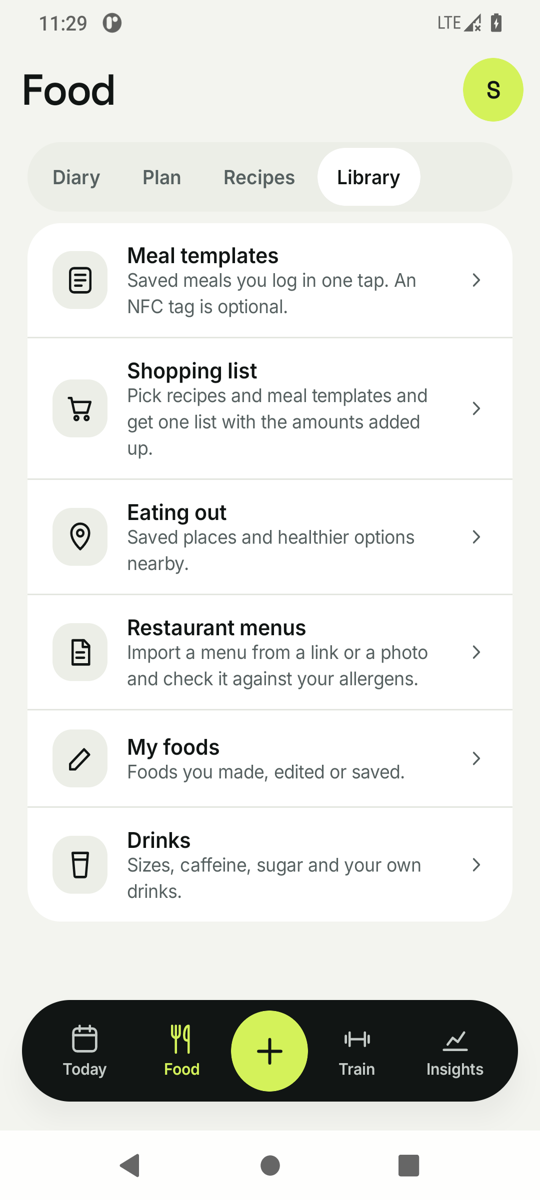 11:29
LTE
Food
S
Diary
Plan
Recipes
Library
Meal templates
Saved meals you log in one tap. An
NFC tag is optional.
Shopping list
Pick recipes and meal templates and
get one list with the amounts added
up.
Eating out
Saved places and healthier options
nearby.
Restaurant menus
Import a menu from a link or a photo
and check it against your allergens.
My foods
Foods you made, edited or saved.
Drinks
Sizes, caffeine, sugar and your own
drinks.
Today
Food
Train
Insights